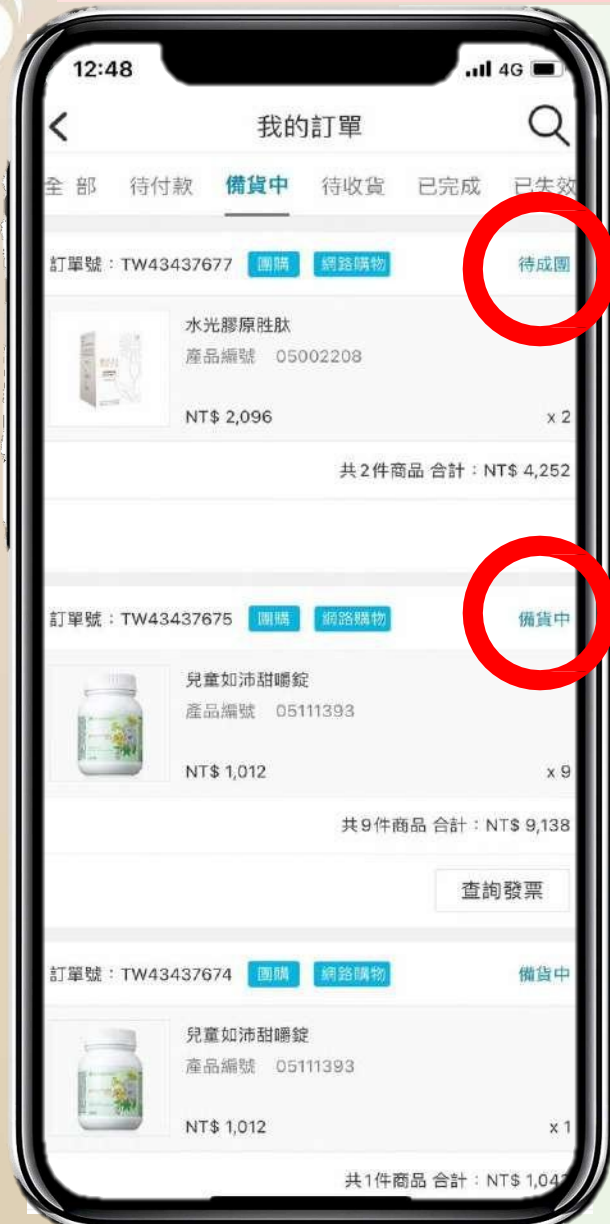 12:48 4G
我的訂單
全 部 待付款 備貨中 待收貨 已完成 已失效
訂單號：TW43437677 團購 網路購物 待成團
水光膠原胜肽
產品編號 05002208
NT$ 2,096 x 2
共2件商品 合計：NT$ 4,252
訂單號：TW43437675 團購 網路購物 備貨中
兒童如沛甜嚼錠
產品編號 05111393
NT$ 1,012 x 9
共9件商品 合計：NT$ 9,138
查詢發票
訂單號：TW43437674 團購 網路購物 備貨中
兒童如沛甜嚼錠
產品編號 05111393
NT$ 1,012 x 1
共1件商品 合計：NT$